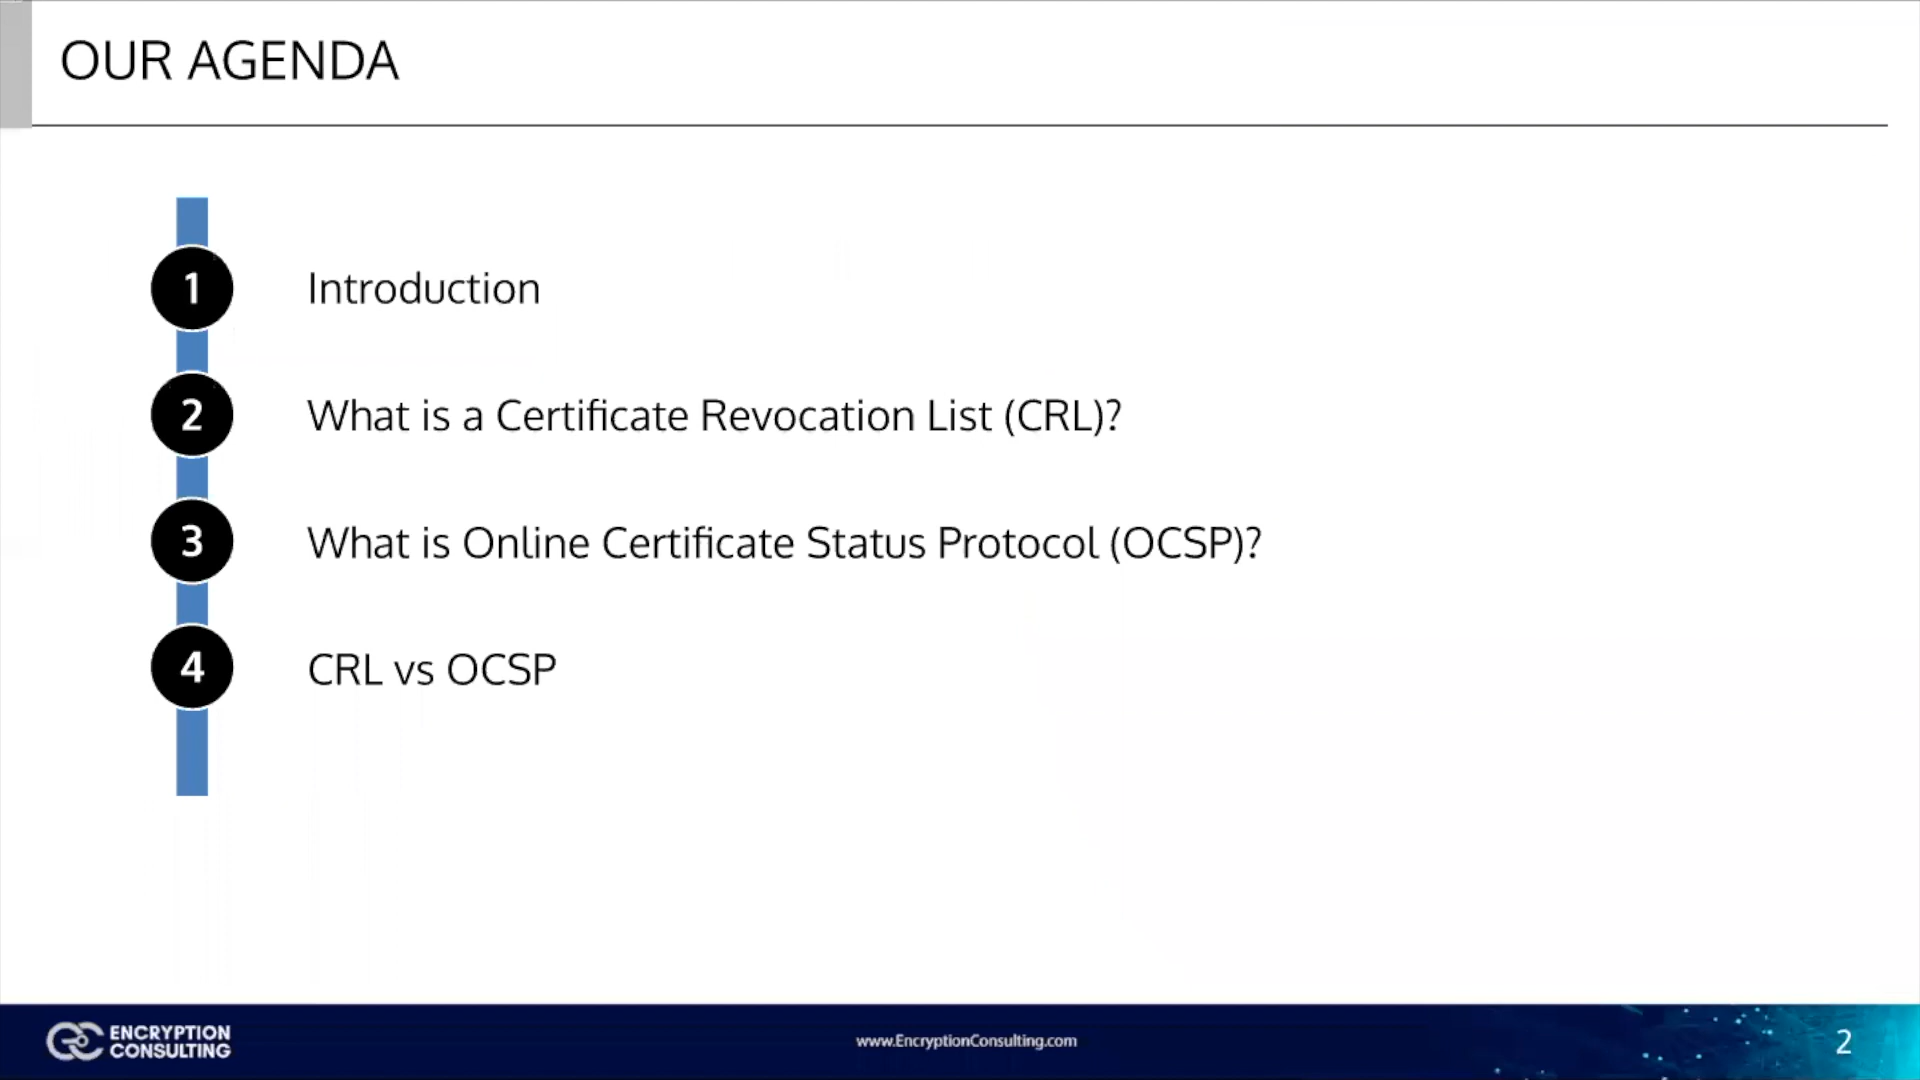 OUR AGENDA
1
Introduction
2
What is a Certificate Revocation List (CRL)?
3
What is Online Certificate Status Protocol (OCSP)?
4
CRL vs OCSP
ENCRYPTION
CONSULTING
www.EncryptionConsulting.com
2